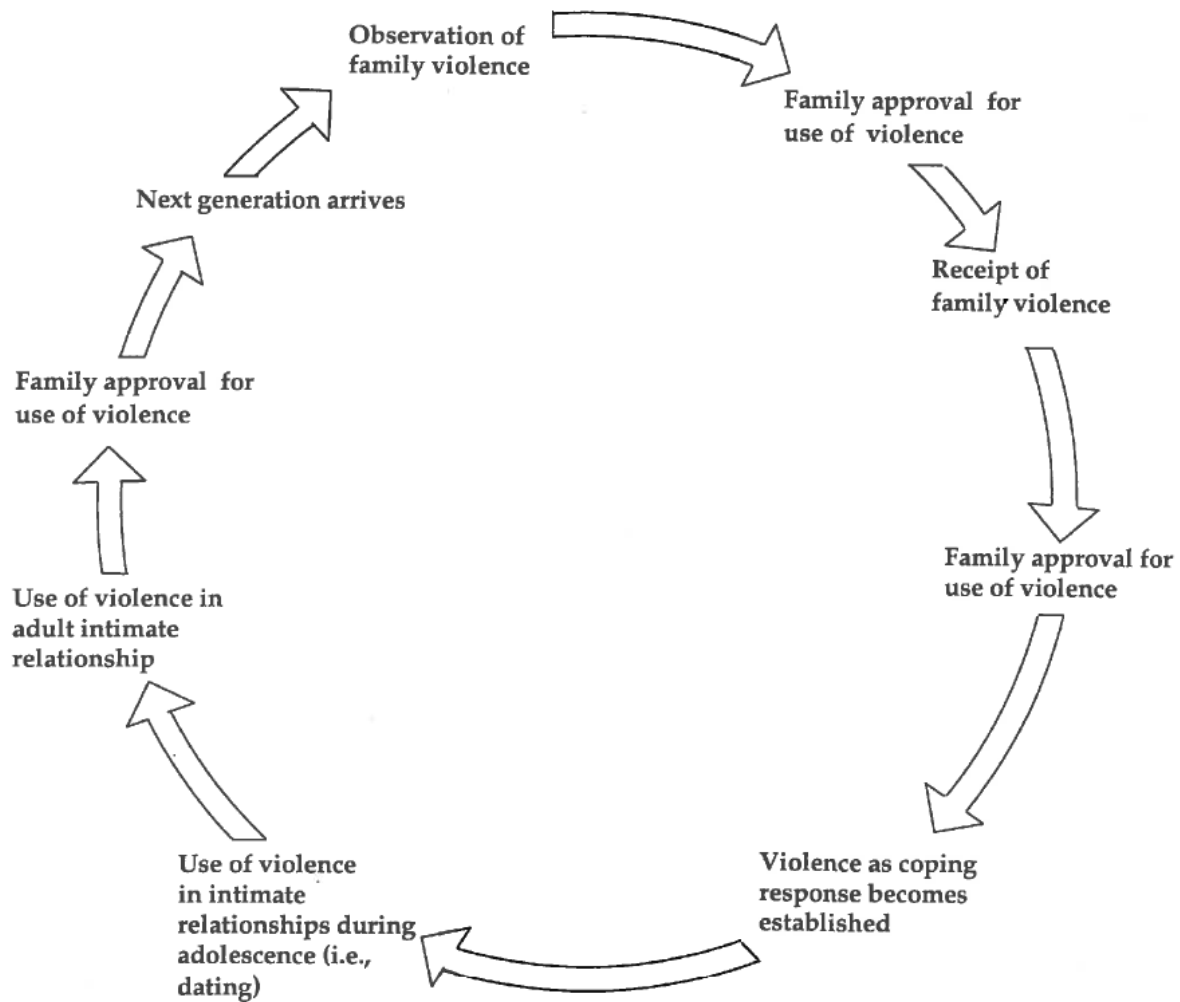 Observation of
family violence
Family approval for
use of violence
Receipt of
family violence
Family approval for
use of violence
Violence as coping
response becomes
established
Use of violence
in intimate
relationships during
adolescence (i.e.,
dating)
Use of violence in
adult intimate
relationship
Family approval for
use of violence
Next generation arrives